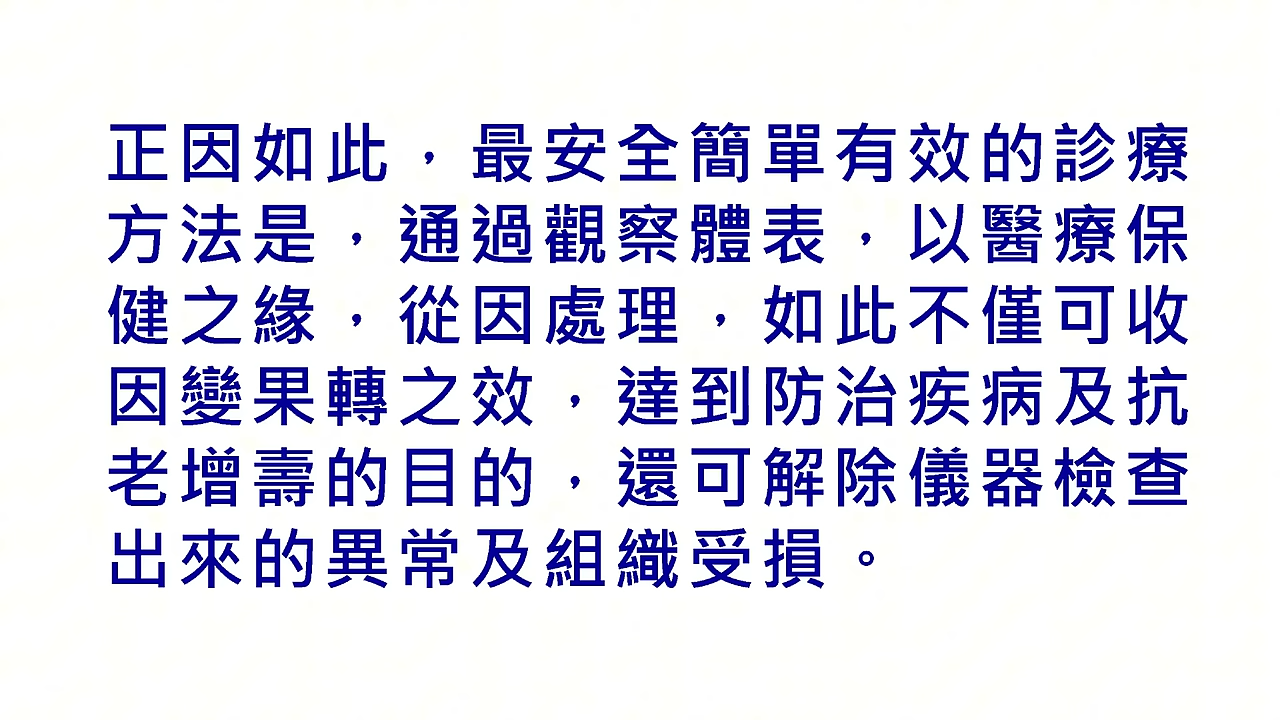 正因如此，最安全簡單有效的診療
方法是，通過觀察體表，以醫療保
健之緣，從因處理，如此不僅可收
因變果轉之效，達到防治疾病及抗
老增壽的目的，還可解除儀器檢查
出來的異常及組織受損。